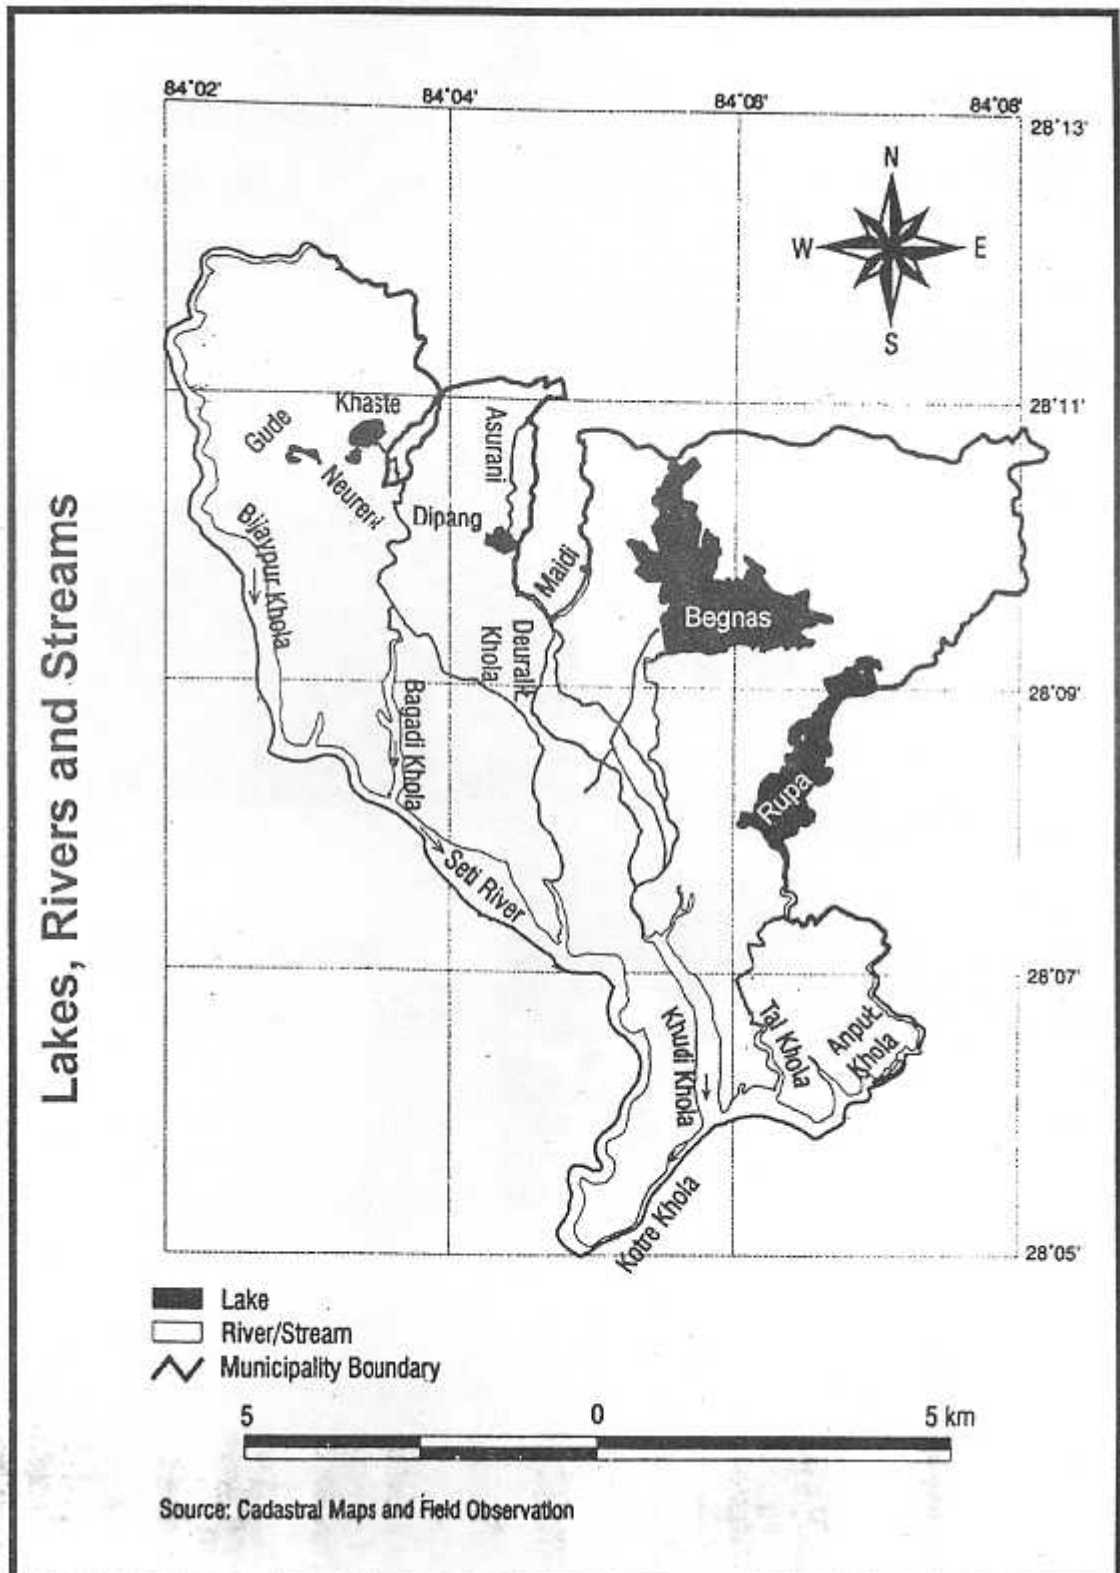 Lakes, Rivers and Streams
84°02'
84°04'
84°06'
84°08'
28°13'
N
W
E
S
Khaste
Asurani
28°11'
Gude
Neureni
Dipang
Bijaypur Khola
Maidi
Begnas
Deurali
Khola
28°09'
Bagadi Khola
Rupa
Seti River
28°07'
Khudi Khola
Tal Khola
Anpu
Khola
Kotre Khola
28°05'
Lake
River/Stream
Municipality Boundary
5
0
5 km
Source: Cadastral Maps and Field Observation